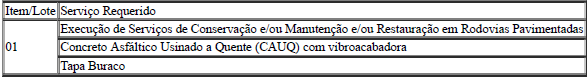 Item/Lote Serviço Requerido
Execução de Serviços de Conservação e/ou Manutenção e/ou Restauração em Rodovias Pavimentadas
01 Concreto Asfáltico Usinado a Quente (CAUQ) com vibroacabadora
Tapa Buraco